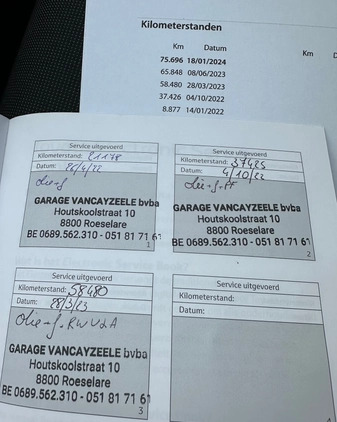 Kilometerstanden
Km Datum
Km
75.696 18/01/2024
65.848 08/06/2023
58.480 28/03/2023
37.426 04/10/2022
8.877 14/01/2022
Service uitgevoerd
Kilometerstand: 21178
Datum: 26/4/22
GARAGE VANCAYZEELE bvba
Houtskoolstraat 10
8800 Roeselare
BE 0689.562.310 - 051 81 71 61
1
Service uitgevoerd
Kilometerstand: 37425
Datum: 4/10/22
GARAGE VANCAYZEELE bvba
Houtskoolstraat 10
8800 Roeselare
BE 0689.562.310 - 051 81 71 61
2
Service uitgevoerd
Kilometerstand: 58480
Datum: 28/3/23
Olie-f
GARAGE VANCAYZEELE bvba
Houtskoolstraat 10
8800 Roeselare
BE 0689.562.310 - 051 81 71 61
3
Service uitgevoerd
Kilometerstand:
Datum: